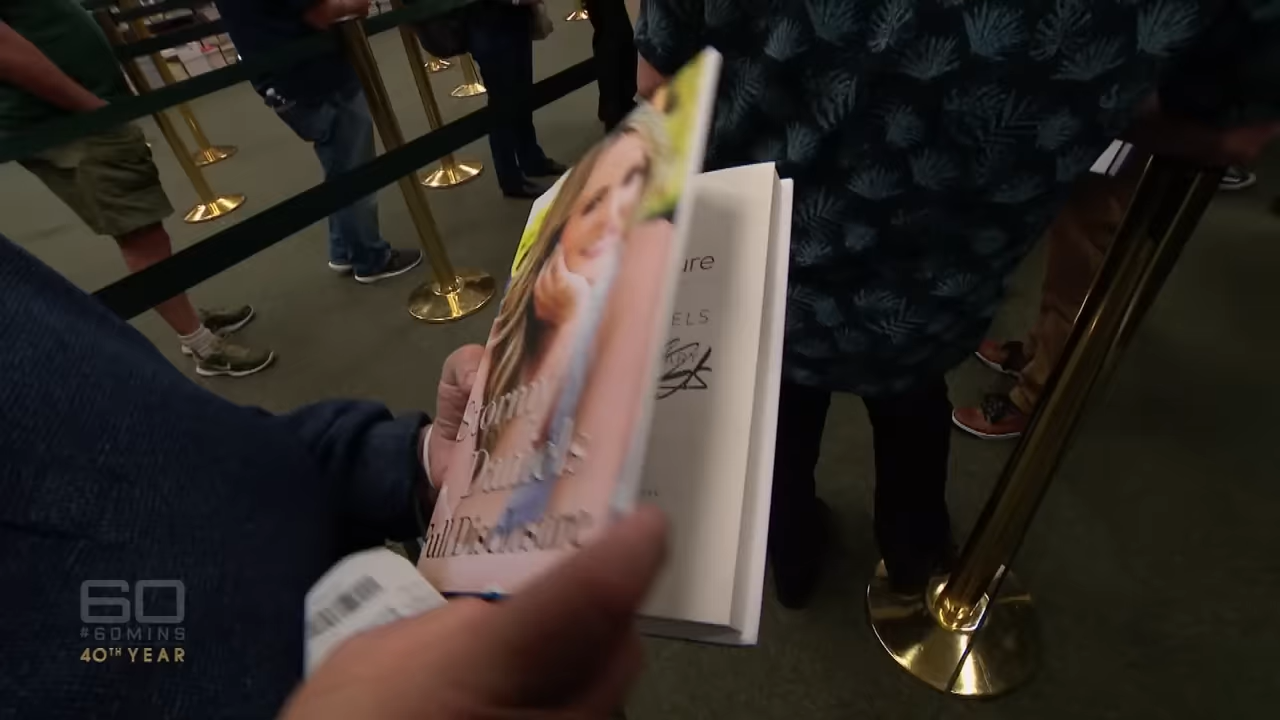 ure
ELS
Stormy
Daniels
Full Disclosure
60
#60MINS
40TH YEAR